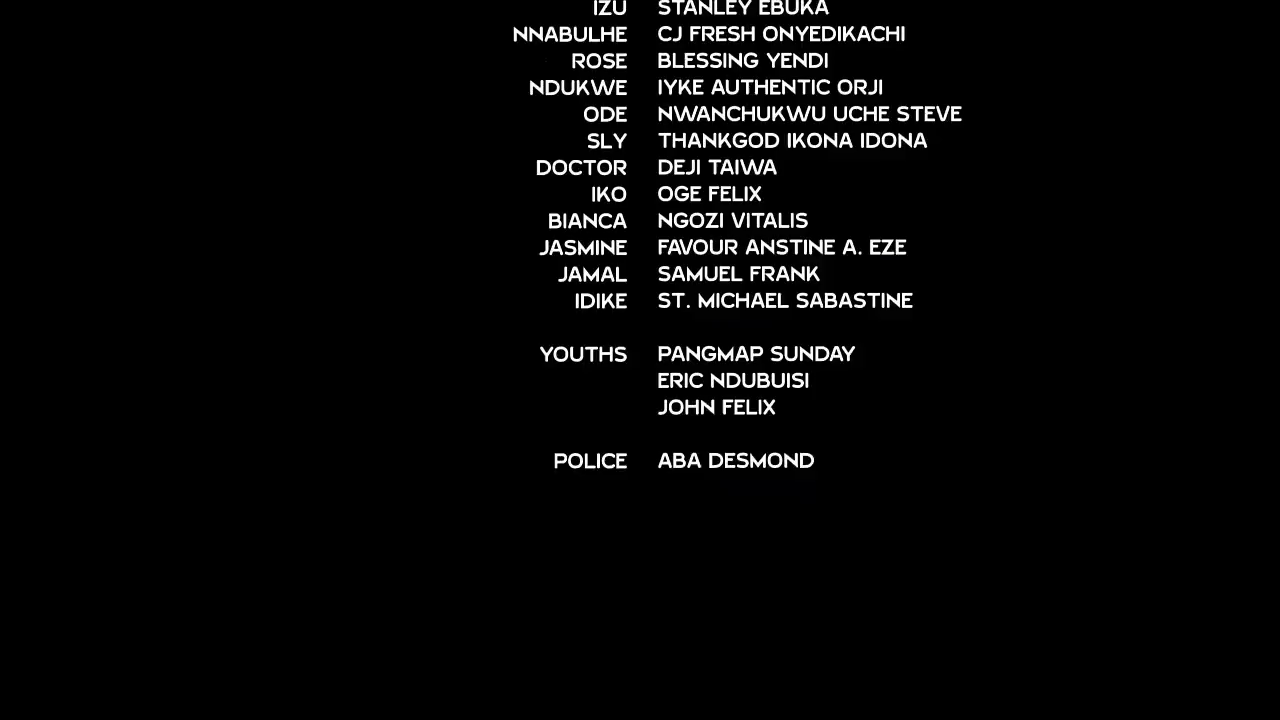 IZU STANLEY EBUKA
NNABULHE CJ FRESH ONYEDIKACHI
ROSE BLESSING YENDI
NDUKWE IYKE AUTHENTIC ORJI
ODE NWANCHUKWU UCHE STEVE
SLY THANKGOD IKONA IDONA
DOCTOR DEJI TAIWA
IKO OGE FELIX
BIANCA NGOZI VITALIS
JASMINE FAVOUR ANSTINE A. EZE
JAMAL SAMUEL FRANK
IDIKE ST. MICHAEL SABASTINE
YOUTHS PANGMAP SUNDAY
ERIC NDUBUISI
JOHN FELIX
POLICE ABA DESMOND